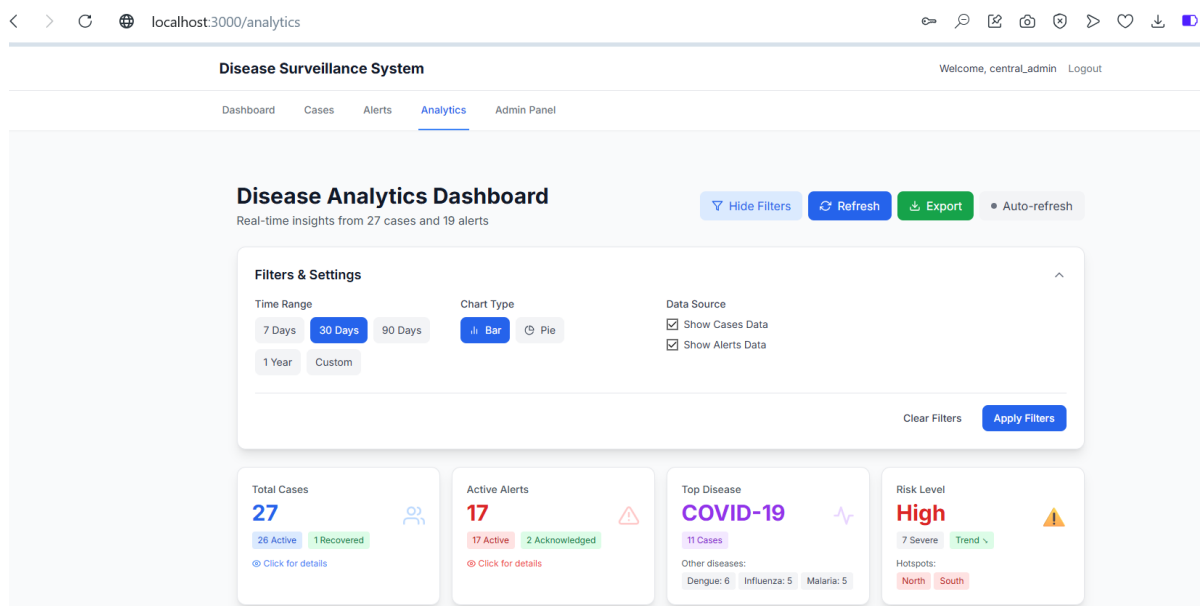 localhost:3000/analytics
Disease Surveillance System
Welcome, central_admin Logout
Dashboard Cases Alerts Analytics Admin Panel
Disease Analytics Dashboard
Real-time insights from 27 cases and 19 alerts
Hide Filters Refresh Export Auto-refresh
Filters & Settings
Time Range
7 Days 30 Days 90 Days
1 Year Custom
Chart Type
Bar Pie
Data Source
Show Cases Data
Show Alerts Data
Clear Filters Apply Filters
Total Cases
27
26 Active 1 Recovered
Click for details
Active Alerts
17
17 Active 2 Acknowledged
Click for details
Top Disease
COVID-19
11 Cases
Other diseases:
Dengue: 6 Influenza: 5 Malaria: 5
Risk Level
High
7 Severe Trend ↘
Hotspots:
North South